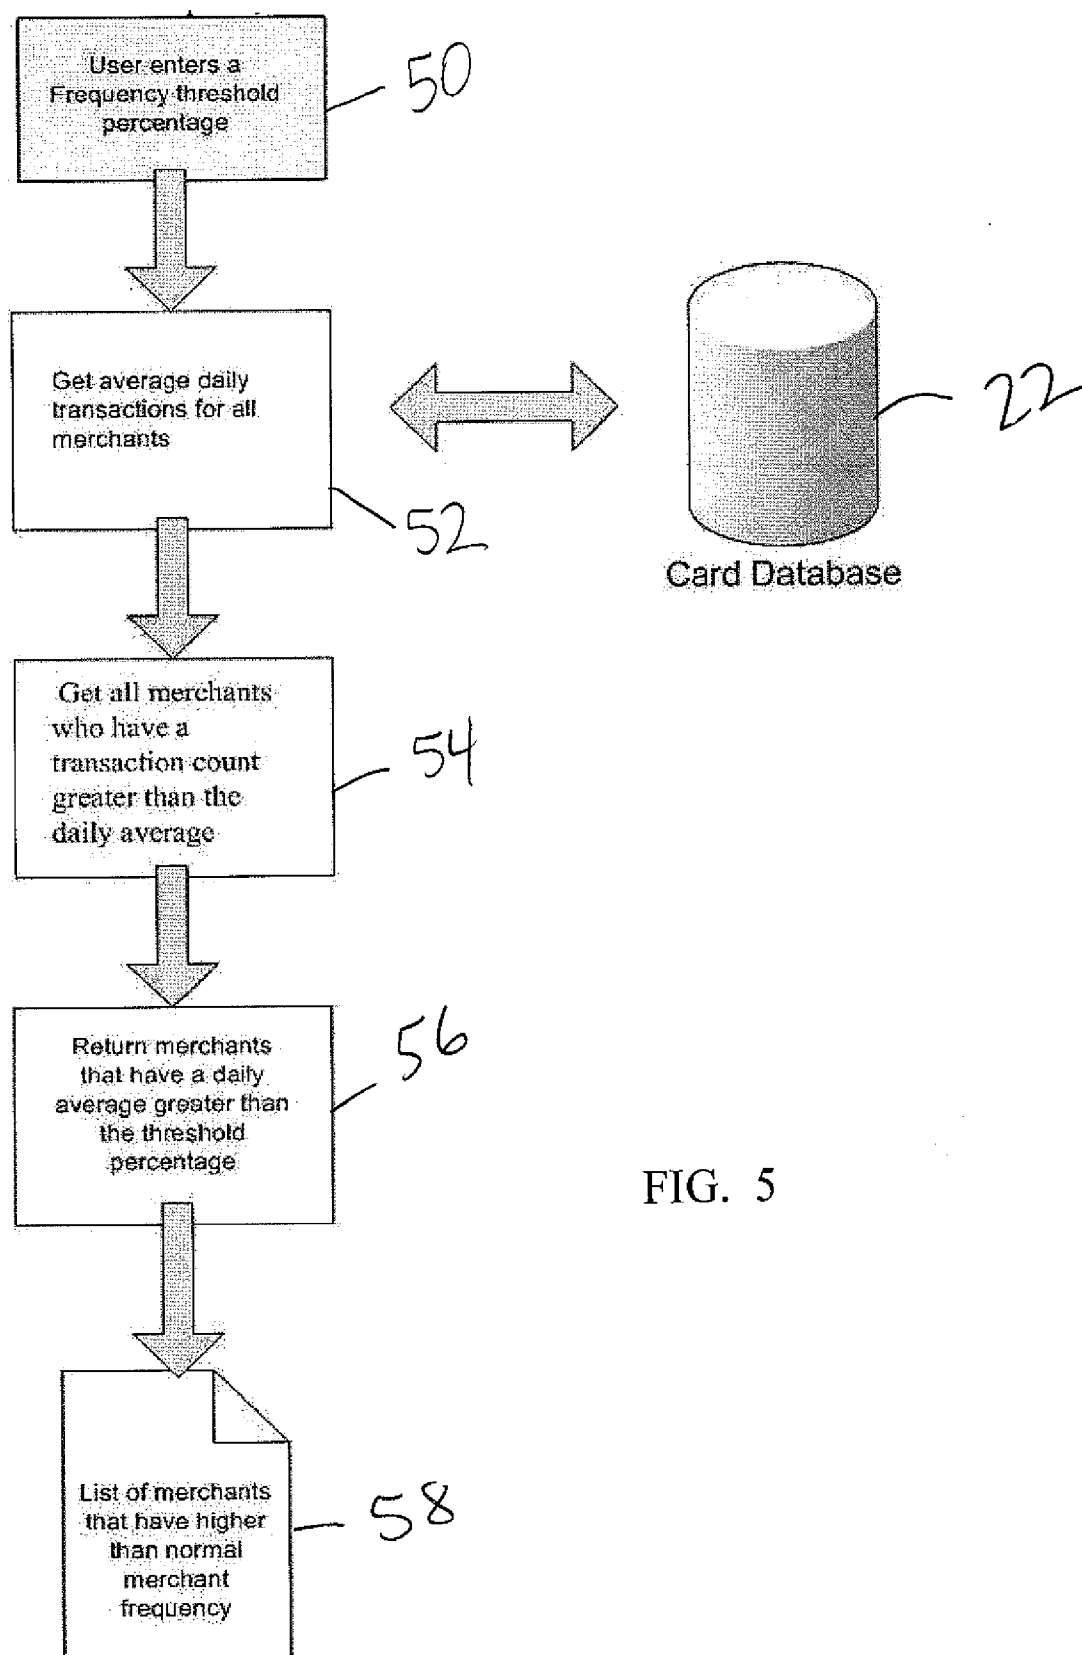 User enters a
Frequency threshold
percentage
50
Get average daily
transactions for all
merchants
52
22
Card Database
Get all merchants
who have a
transaction count
greater than the
daily average
54
Return merchants
that have a daily
average greater than
the threshold
percentage
56
FIG. 5
List of merchants
that have higher
than normal
merchant
frequency
58